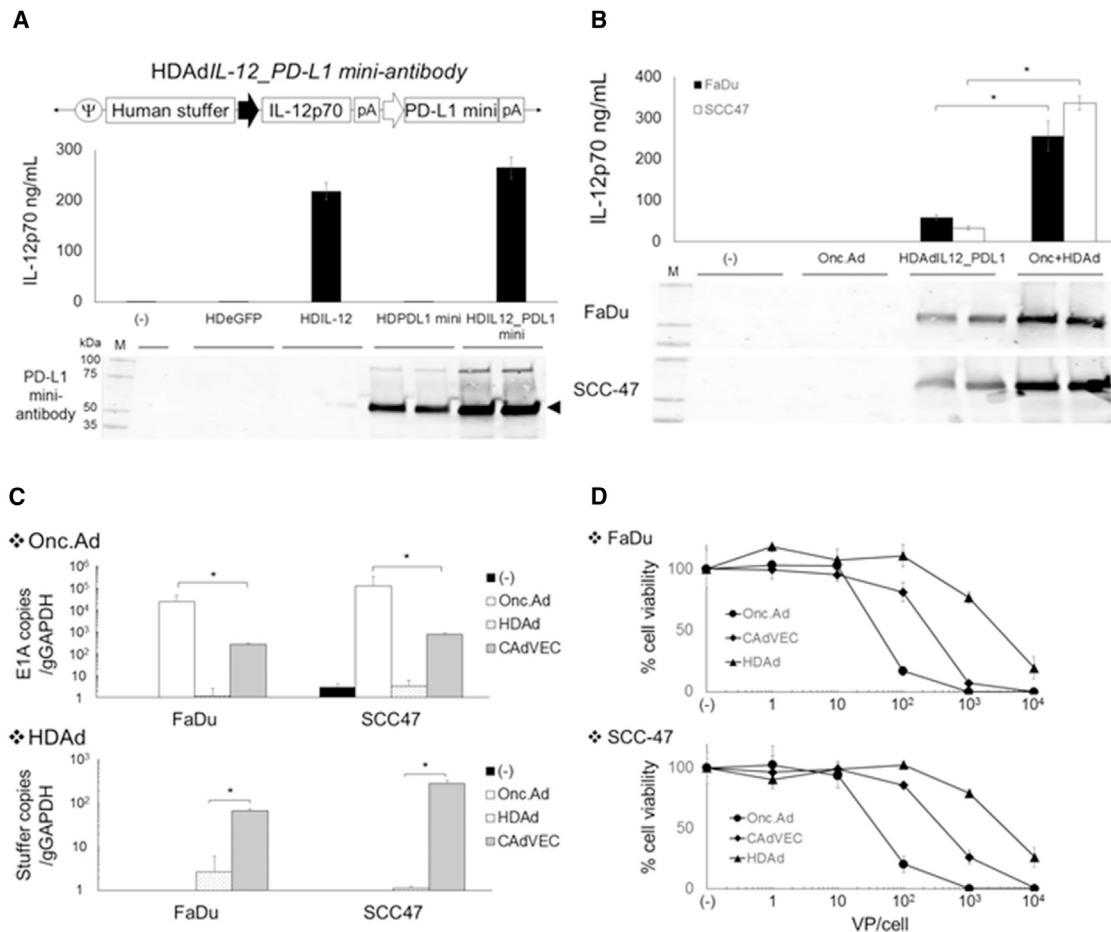 A
HDAdIL-12_PD-L1 mini-antibody
Ψ Human stuffer IL-12p70 pA PD-L1 mini pA
IL-12p70 ng/mL
300
200
100
0
(-) HDeGFP HDIL-12 HDPDL1 mini HDIL12_PDL1 mini
kDa M
100
75
50
35
PD-L1 mini-antibody
B
IL-12p70 ng/mL
400
300
200
100
0
FaDu
SCC47
*
*
M (-) Onc.Ad HDAdIL12_PDL1 Onc+HDAd
FaDu
SCC-47
C
❖ Onc.Ad
E1A copies /gGAPDH
10⁶
10⁵
10⁴
10³
10²
10
1
* *
(-)
Onc.Ad
HDAd
CAdVEC
FaDu SCC47
❖ HDAd
Stuffer copies /gGAPDH
10³
10²
10
1
* *
(-)
Onc.Ad
HDAd
CAdVEC
FaDu SCC47
D
❖ FaDu
% cell viability
100
50
0
Onc.Ad
CAdVEC
HDAd
(-) 1 10 10² 10³ 10⁴
❖ SCC-47
% cell viability
100
50
0
Onc.Ad
CAdVEC
HDAd
(-) 1 10 10² 10³ 10⁴
VP/cell